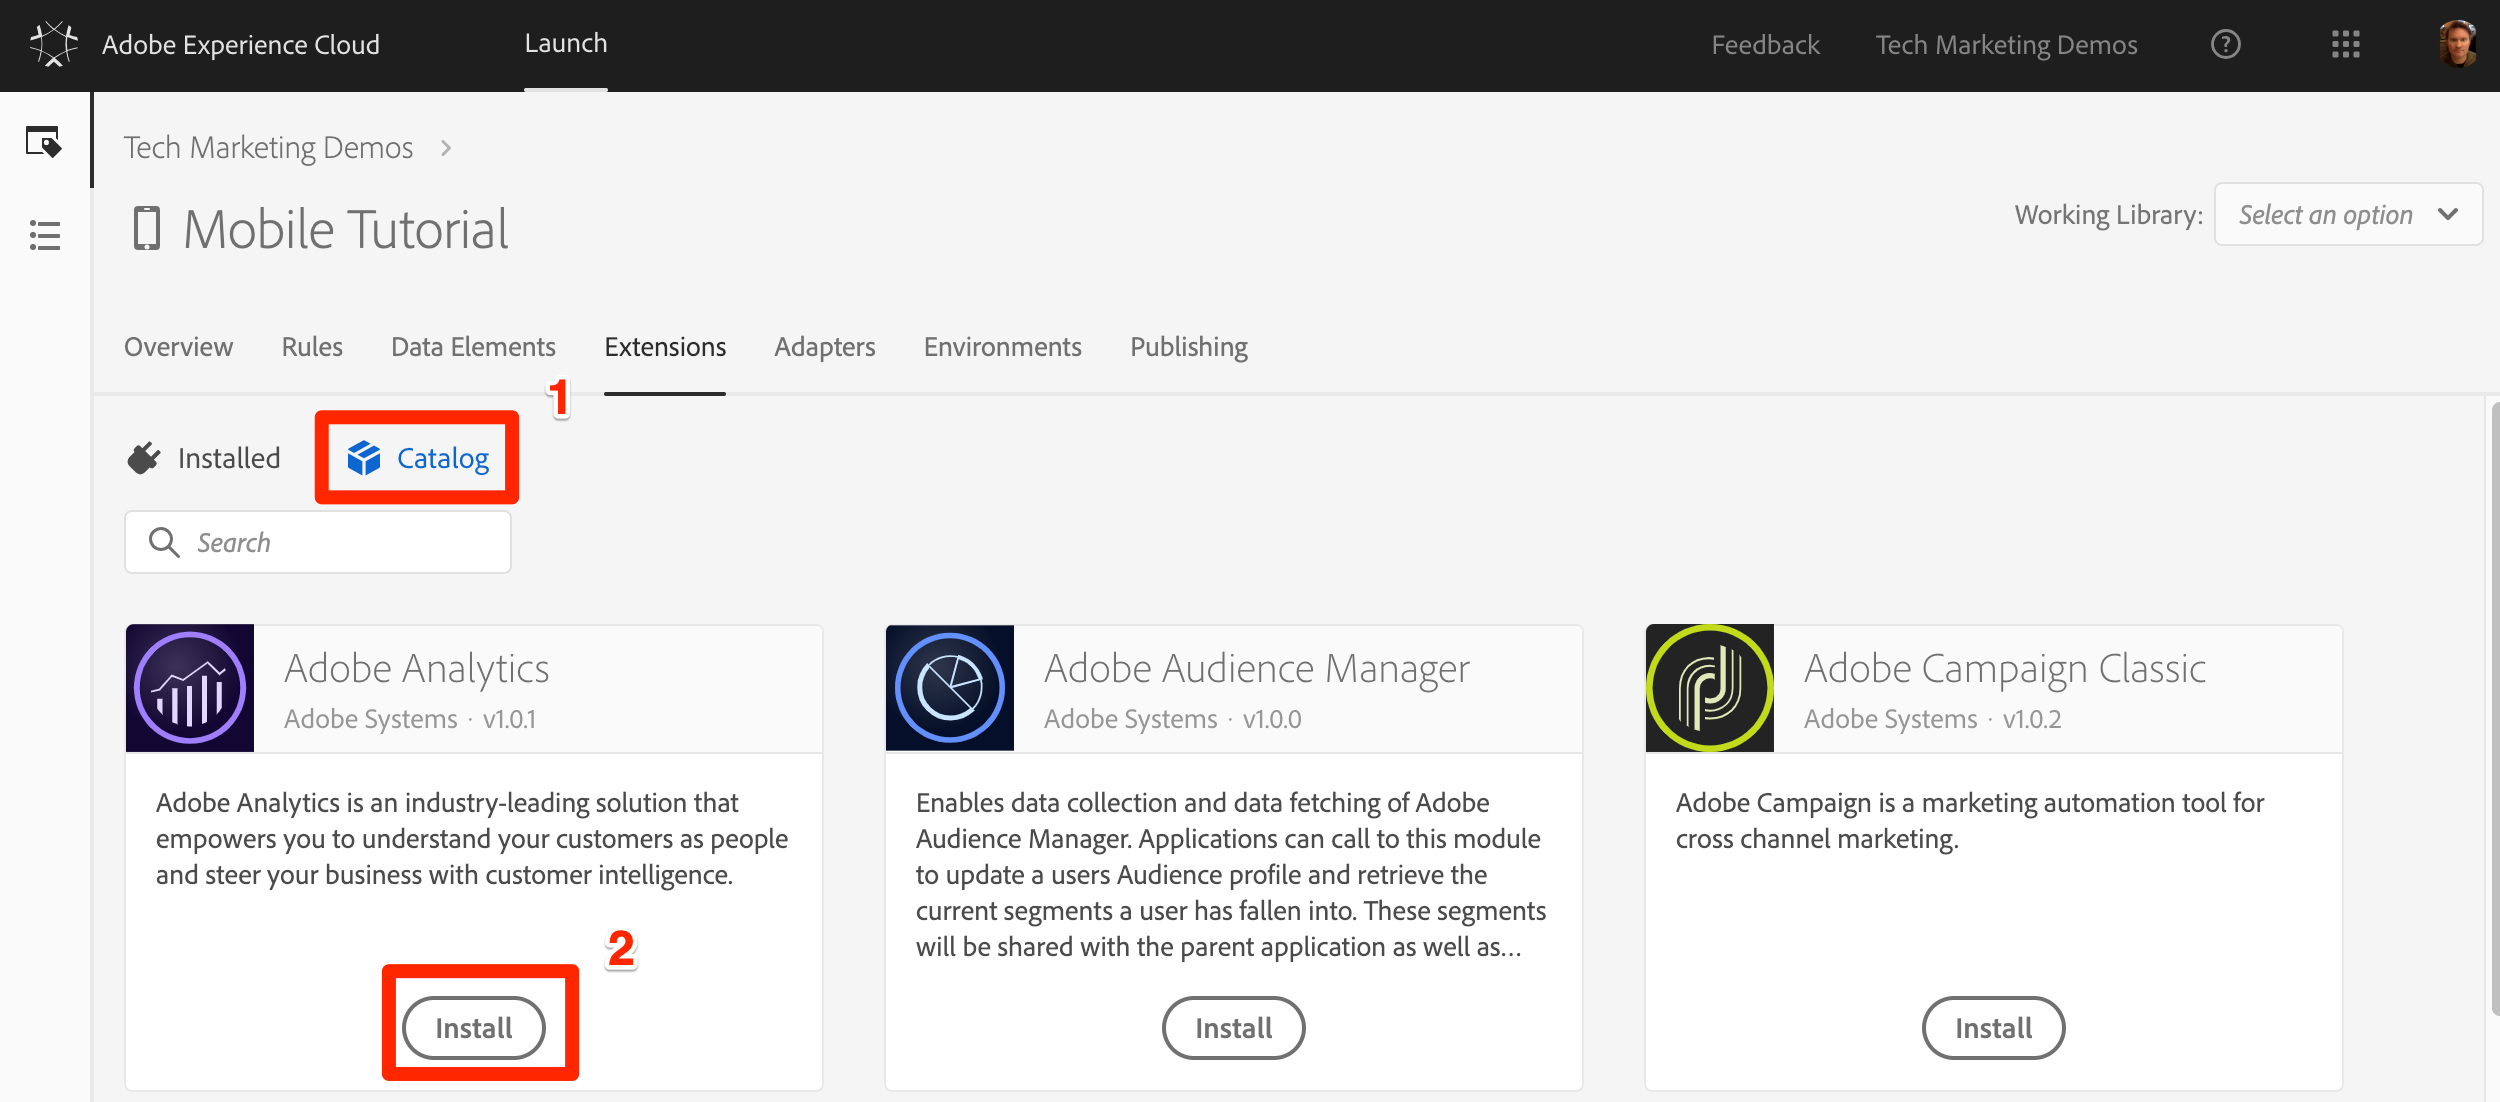 Adobe Experience Cloud
Launch
Feedback
Tech Marketing Demos
?
Tech Marketing Demos
Mobile Tutorial
Working Library:
Select an option
Overview
Rules
Data Elements
Extensions
Adapters
Environments
Publishing
1
Installed
Catalog
Search
Adobe Analytics
Adobe Systems · v1.0.1
Adobe Analytics is an industry-leading solution that
empowers you to understand your customers as people
and steer your business with customer intelligence.
2
Install
Adobe Audience Manager
Adobe Systems · v1.0.0
Enables data collection and data fetching of Adobe
Audience Manager. Applications can call to this module
to update a users Audience profile and retrieve the
current segments a user has fallen into. These segments
will be shared with the parent application as well as...
Install
Adobe Campaign Classic
Adobe Systems · v1.0.2
Adobe Campaign is a marketing automation tool for
cross channel marketing.
Install